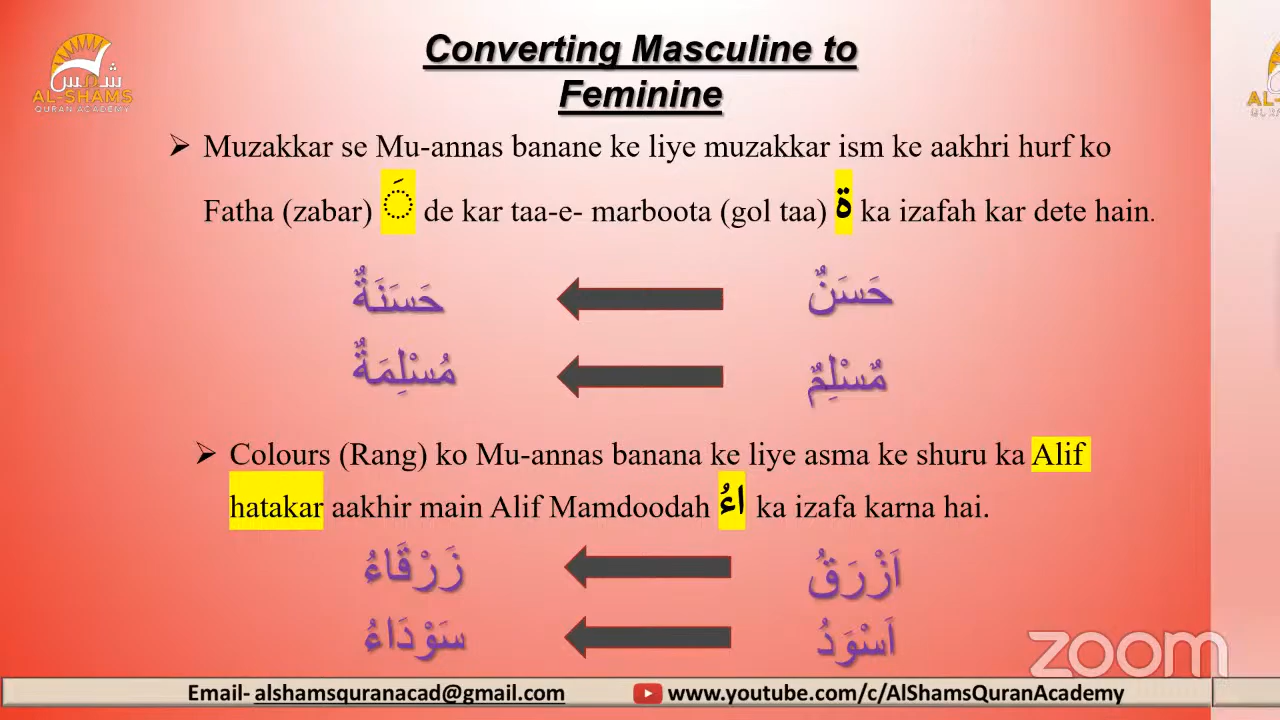 Converting Masculine to
Feminine
شمس
AL-SHAMS
QURAN ACADEMY
➢ Muzakkar se Mu-annas banane ke liye muzakkar ism ke aakhri hurf ko
Fatha (zabar) ◌َ de kar taa-e- marboota (gol taa) ة ka izafah kar dete hain.
حَسَنٌ حَسَنَةٌ
مُسْلِمٌ مُسْلِمَةٌ
➢ Colours (Rang) ko Mu-annas banana ke liye asma ke shuru ka Alif
hatakar aakhir main Alif Mamdoodah اءُ ka izafa karna hai.
اَزْرَقُ زَرْقَاءُ
اَسْوَدُ سَوْدَاءُ
zoom
Email- alshamsquranacad@gmail.com www.youtube.com/c/AlShamsQuranAcademy